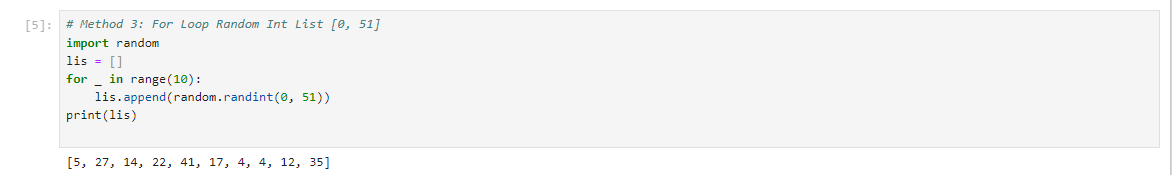 [5]: # Method 3: For Loop Random Int List [0, 51]
import random
lis = []
for _ in range(10):
    lis.append(random.randint(0, 51))
print(lis)
[5, 27, 14, 22, 41, 17, 4, 4, 12, 35]